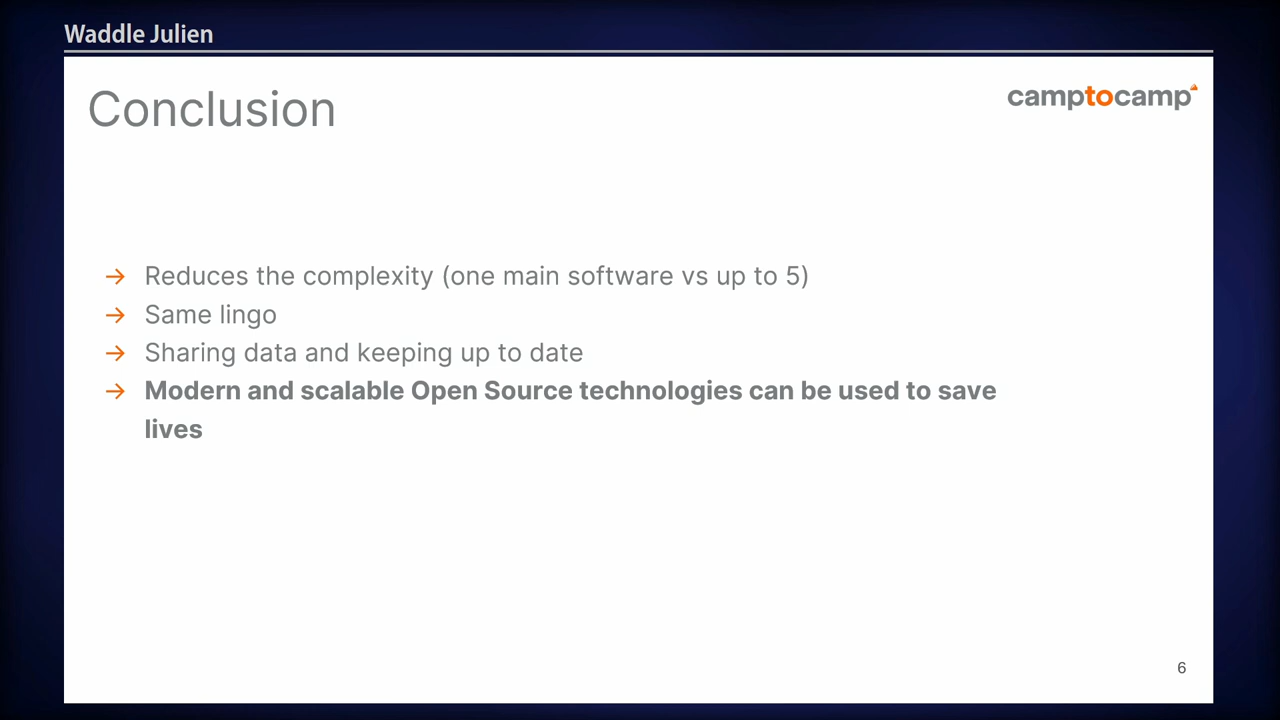 Waddle Julien
Conclusion
camptocamp
→ Reduces the complexity (one main software vs up to 5)
→ Same lingo
→ Sharing data and keeping up to date
→ Modern and scalable Open Source technologies can be used to save
lives
6